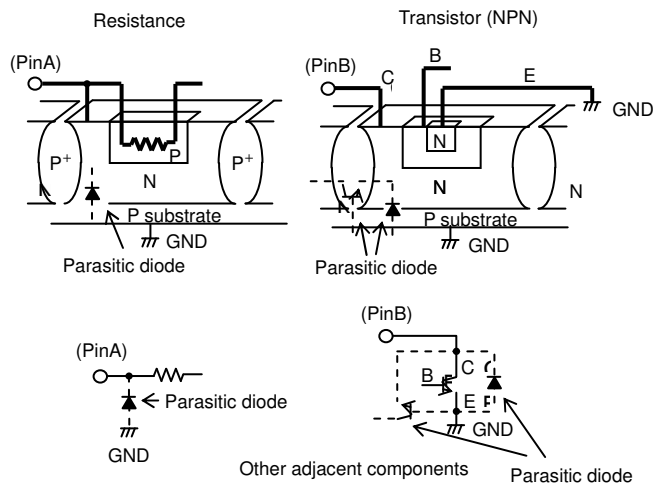 Resistance
Transistor (NPN)
(PinA)
P+
P
P+
N
P substrate
GND
Parasitic diode
(PinB)
C
B
E
GND
N
N
N
P substrate
GND
Parasitic diode
(PinA)
Parasitic diode
GND
(PinB)
C
B
E
GND
Other adjacent components
Parasitic diode